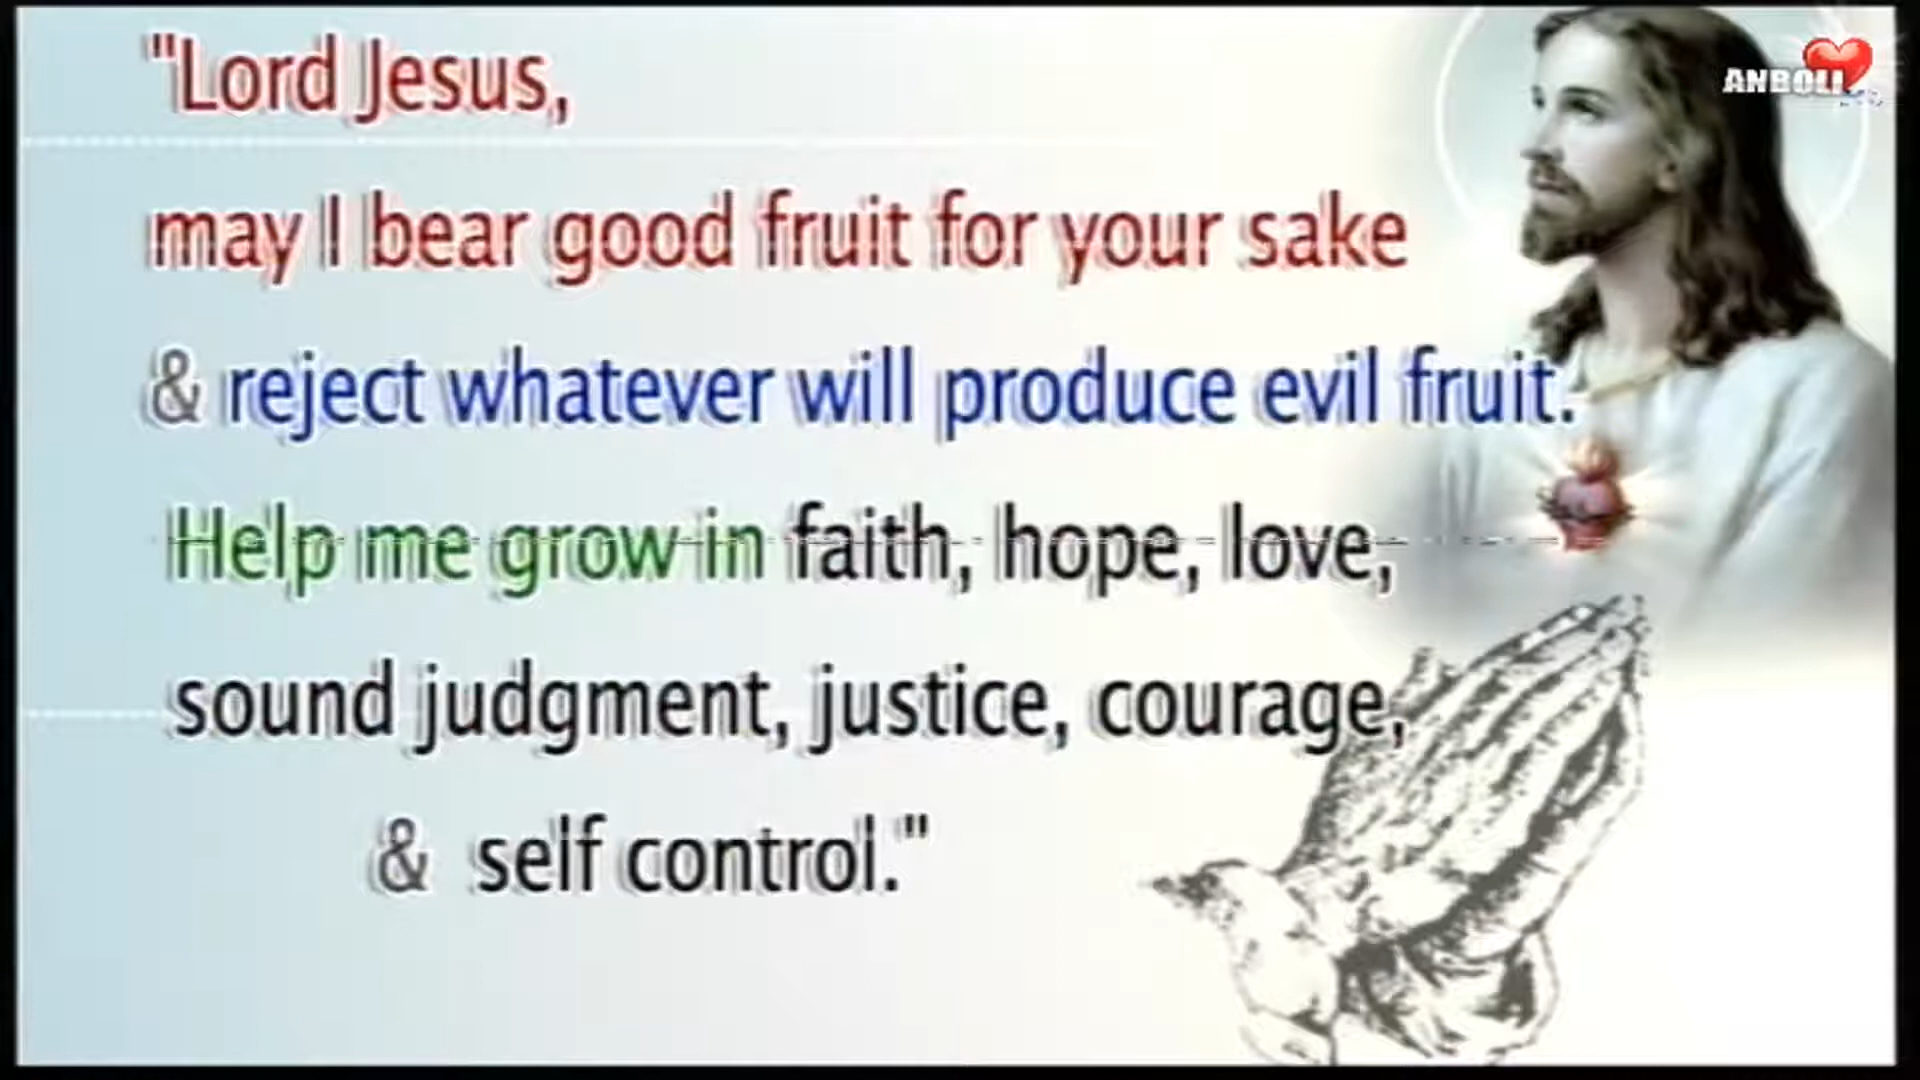 "Lord Jesus,
may I bear good fruit for your sake
& reject whatever will produce evil fruit.
Help me grow in faith, hope, love,
sound judgment, justice, courage,
& self control."
ANBOLI